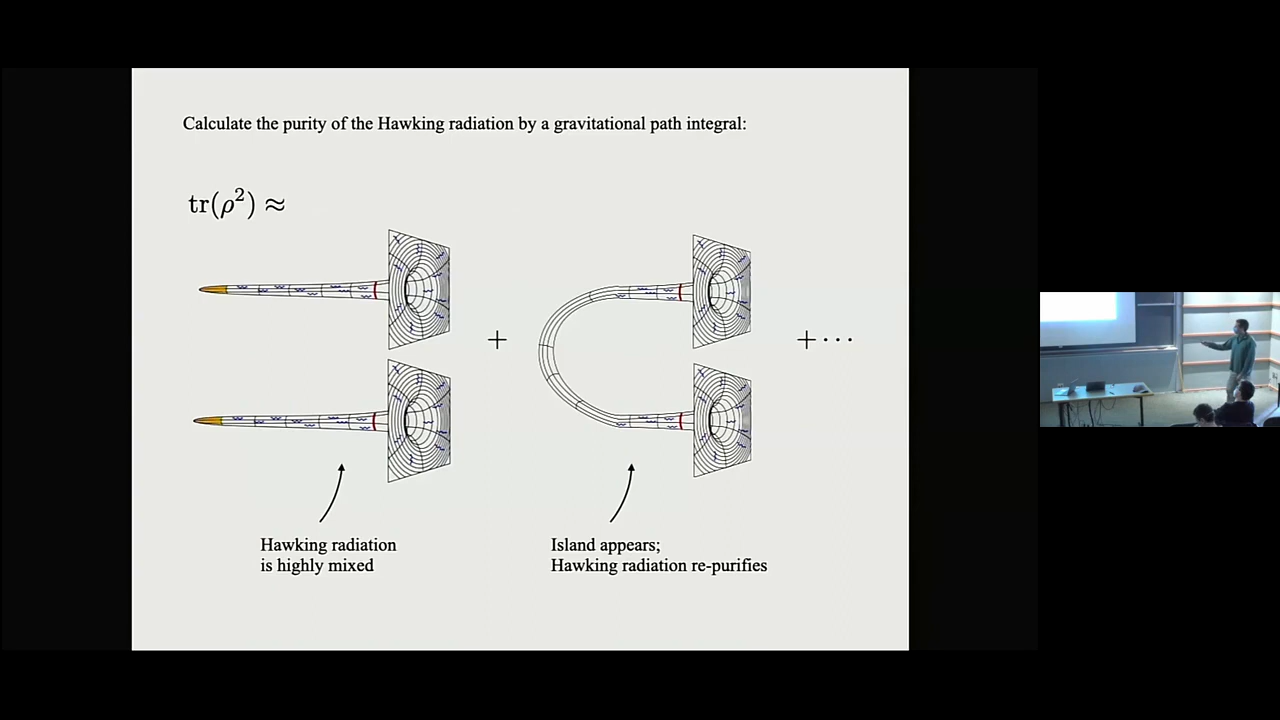 Calculate the purity of the Hawking radiation by a gravitational path integral:
tr(ρ²) ≈
+
+ ⋯
Hawking radiation
is highly mixed
Island appears;
Hawking radiation re-purifies